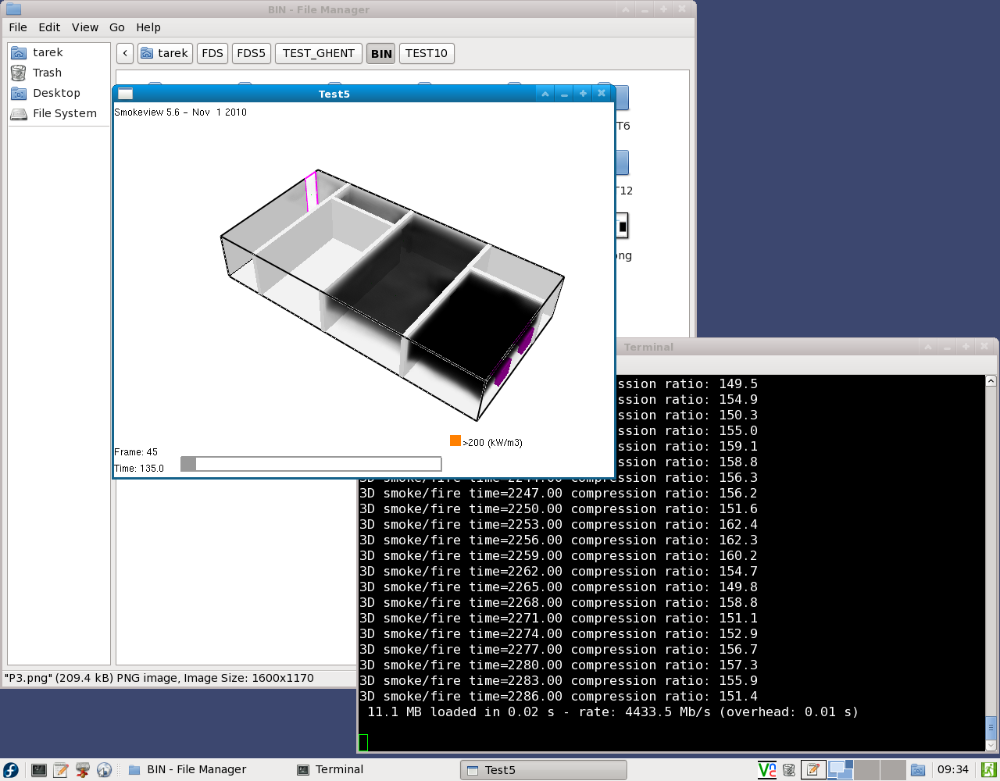 BIN - File Manager
File Edit View Go Help
tarek
Trash
Desktop
File System
< tarek FDS FDS5 TEST_GHENT BIN TEST10
T6
T12
ng
Test5
Smokeview 5.6 - Nov 1 2010
>200 (kW/m3)
Frame: 45
Time: 135.0
"P3.png" (209.4 kB) PNG image, Image Size: 1600x1170
Terminal
ssion ratio: 149.5
ssion ratio: 154.9
ssion ratio: 150.3
ssion ratio: 155.0
ssion ratio: 159.1
ssion ratio: 158.8
ssion ratio: 156.3
3D smoke/fire time=2247.00 compression ratio: 156.2
3D smoke/fire time=2250.00 compression ratio: 151.6
3D smoke/fire time=2253.00 compression ratio: 162.4
3D smoke/fire time=2256.00 compression ratio: 162.3
3D smoke/fire time=2259.00 compression ratio: 160.2
3D smoke/fire time=2262.00 compression ratio: 154.7
3D smoke/fire time=2265.00 compression ratio: 149.8
3D smoke/fire time=2268.00 compression ratio: 158.8
3D smoke/fire time=2271.00 compression ratio: 151.1
3D smoke/fire time=2274.00 compression ratio: 152.9
3D smoke/fire time=2277.00 compression ratio: 156.7
3D smoke/fire time=2280.00 compression ratio: 157.3
3D smoke/fire time=2283.00 compression ratio: 155.9
3D smoke/fire time=2286.00 compression ratio: 151.4
11.1 MB loaded in 0.02 s - rate: 4433.5 Mb/s (overhead: 0.01 s)
BIN - File Manager Terminal Test5 09:34